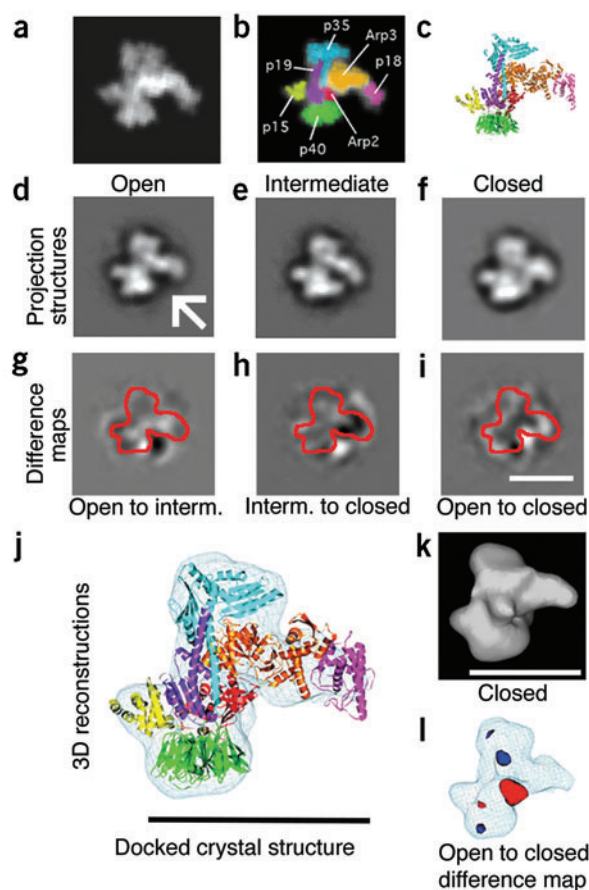 a
b
c
p35
Arp3
p19
p18
p15
p40
Arp2
Open
Intermediate
Closed
d
e
f
Projection
structures
g
h
i
Difference
maps
Open to interm.
Interm. to closed
Open to closed
j
k
3D reconstructions
Closed
l
Docked crystal structure
Open to closed
difference map